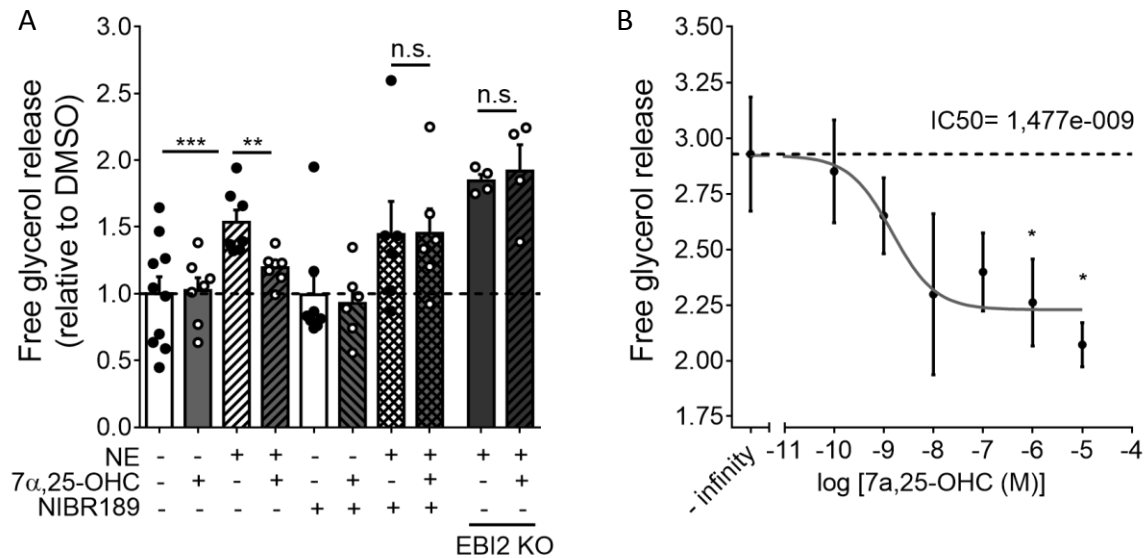 A
Free glycerol release
(relative to DMSO)
3.0
2.5
2.0
1.5
1.0
0.5
0.0
***
**
n.s.
n.s.
NE - - + + - - + + + +
7α,25-OHC - + - + - + - + - +
NIBR189 - - - - + + + + - -
EBI2 KO
B
Free glycerol release
3.50
3.25
3.00
2.75
2.50
2.25
2.00
1.75
IC50= 1,477e-009
*
*
- infinity -11 -10 -9 -8 -7 -6 -5 -4
log [7a,25-OHC (M)]